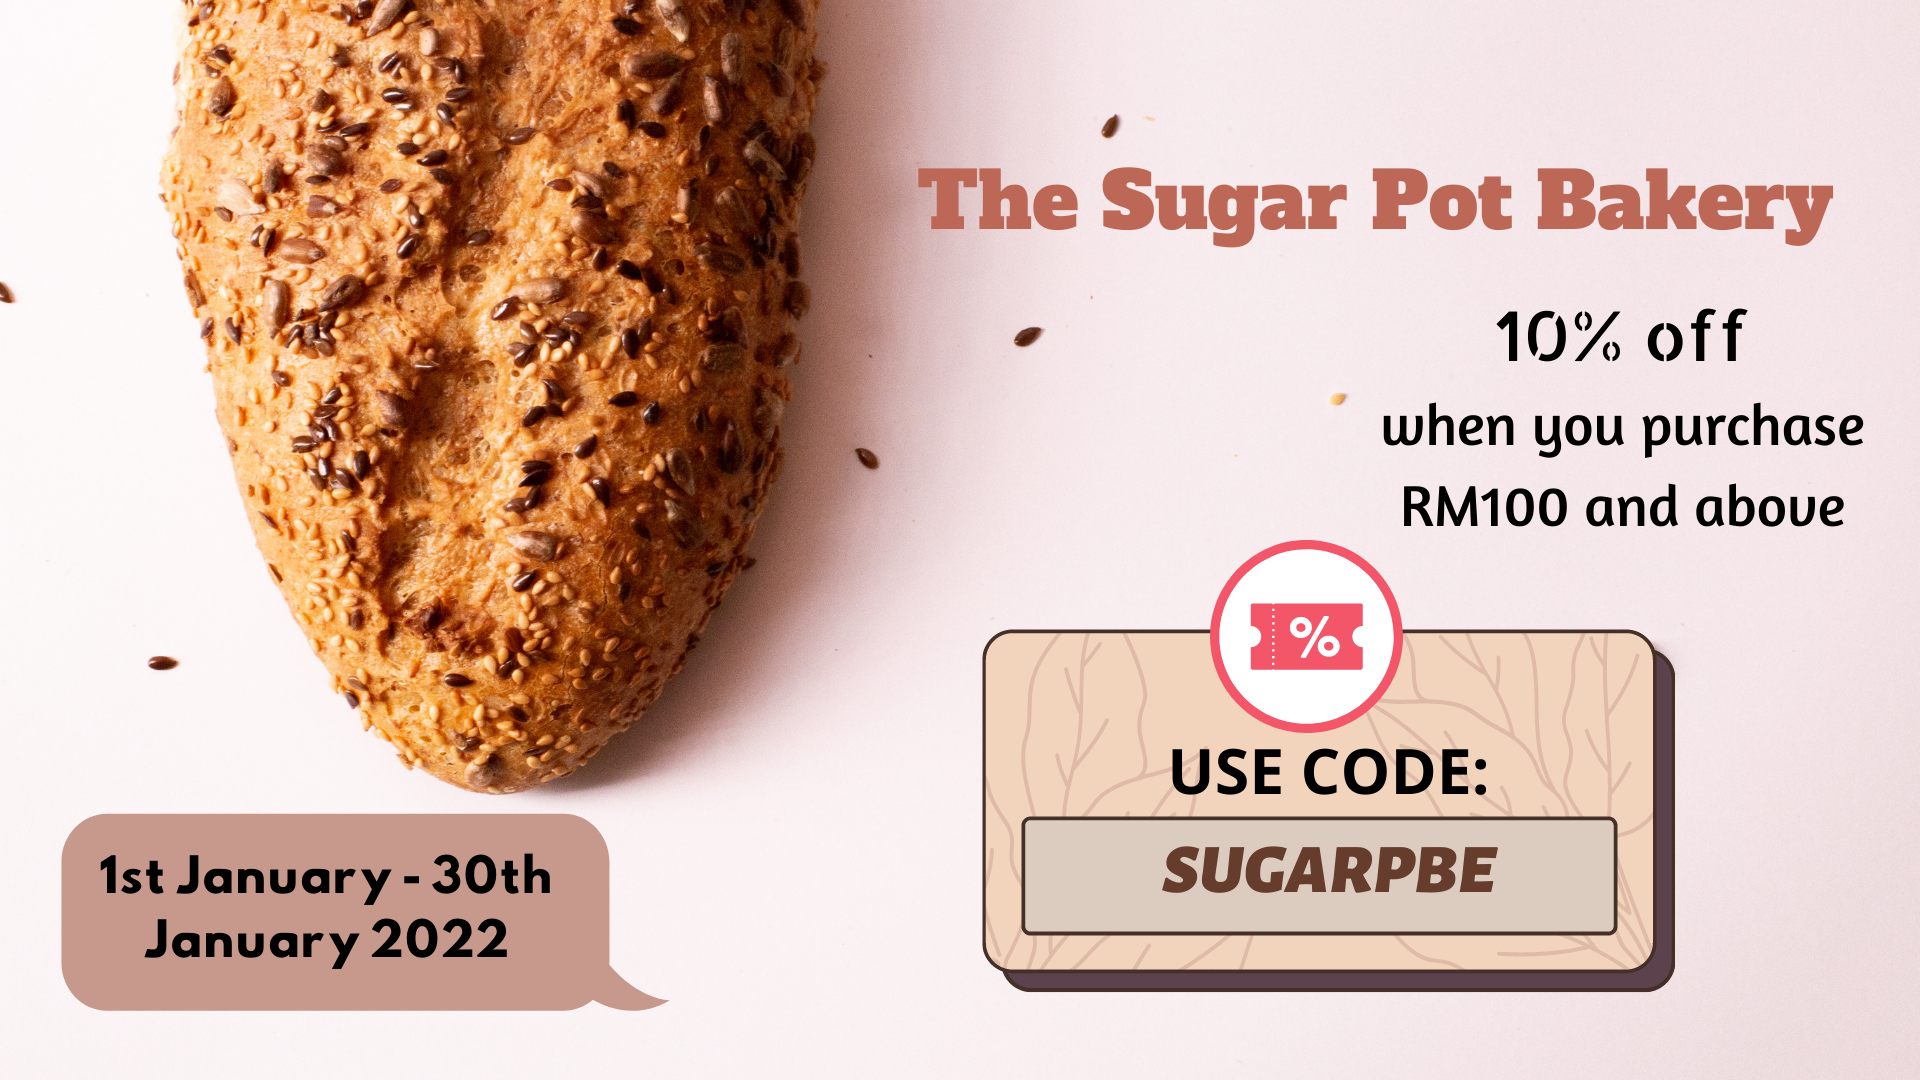 The Sugar Pot Bakery
10% off
when you purchase
RM100 and above
%
USE CODE:
SUGARPBE
1st January - 30th
January 2022